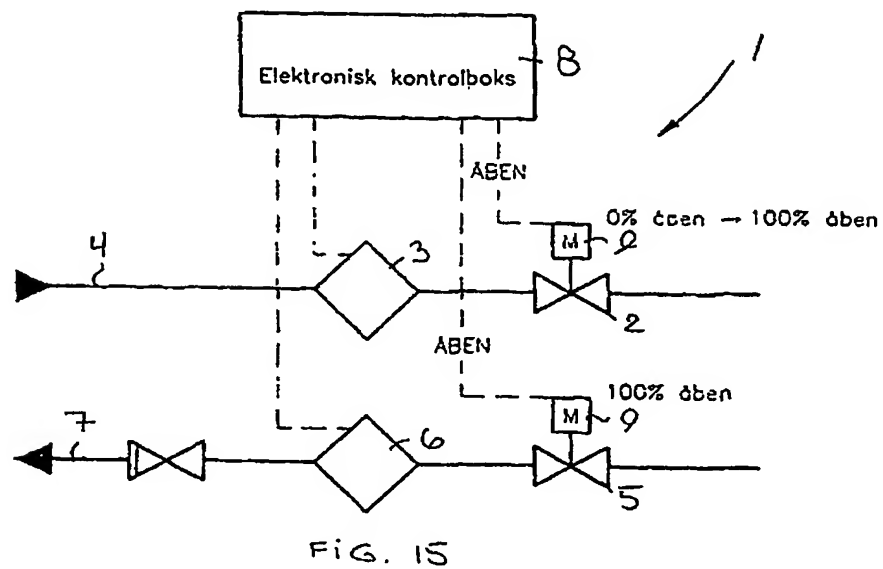 Elektronisk kontrolboks
8
1
ÅBEN
0% åben → 100% åben
M
9
4
3
2
ÅBEN
100% åben
M
9
7
6
5
FIG. 15